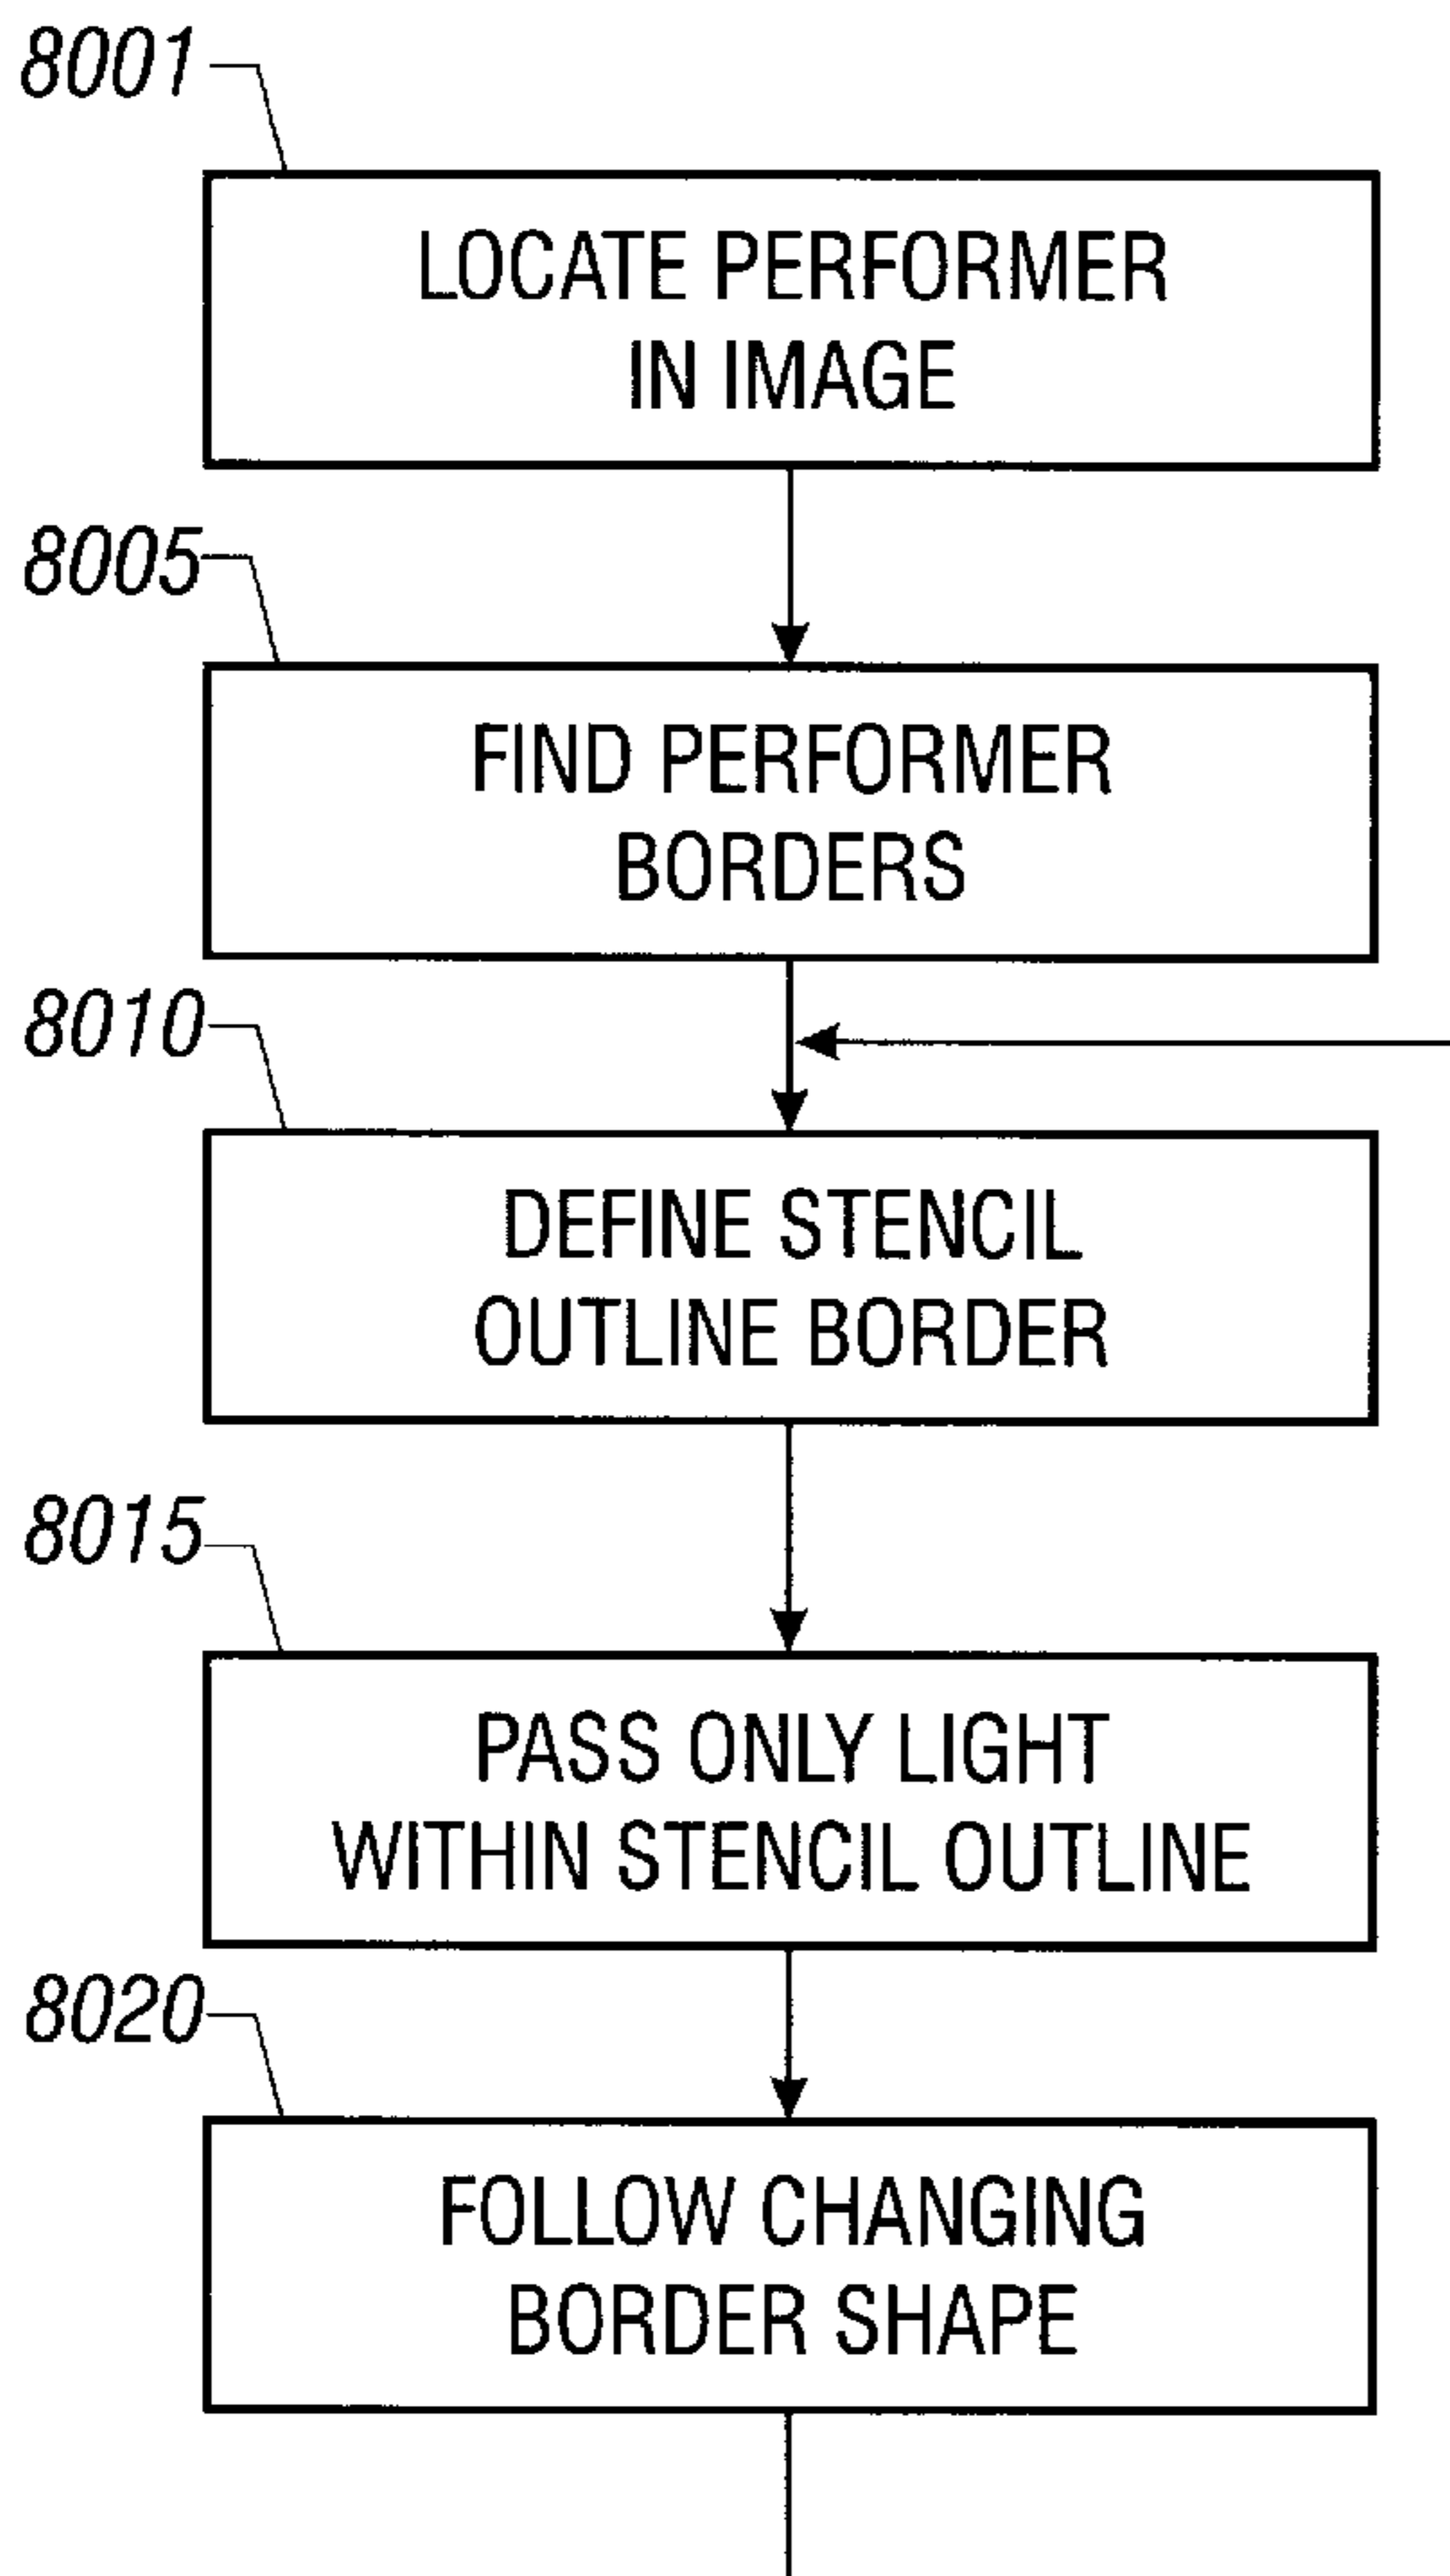 8001
LOCATE PERFORMER
IN IMAGE
8005
FIND PERFORMER
BORDERS
8010
DEFINE STENCIL
OUTLINE BORDER
8015
PASS ONLY LIGHT
WITHIN STENCIL OUTLINE
8020
FOLLOW CHANGING
BORDER SHAPE